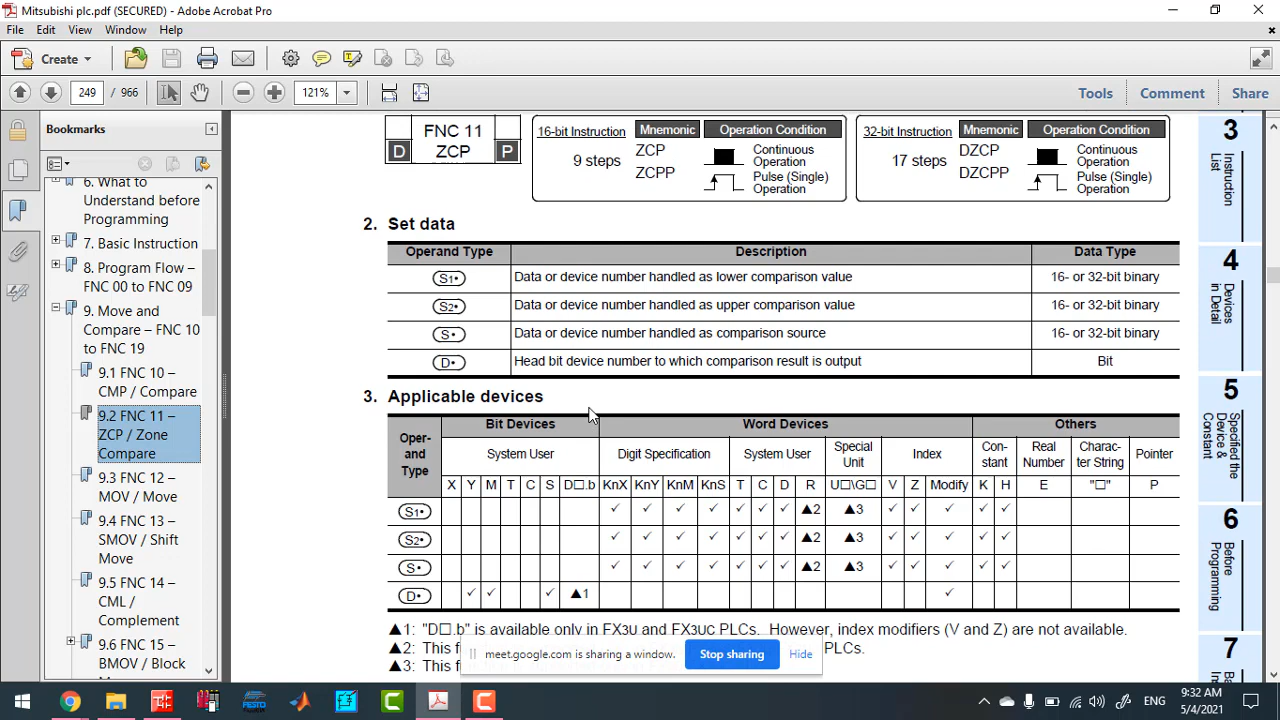 Mitsubishi plc.pdf (SECURED) - Adobe Acrobat Pro
File Edit View Window Help
Create
249 / 966 121% Tools Comment Share
Bookmarks
6. What to
Understand before
Programming
7. Basic Instruction
8. Program Flow –
FNC 00 to FNC 09
9. Move and
Compare – FNC 10
to FNC 19
9.1 FNC 10 –
CMP / Compare
9.2 FNC 11 –
ZCP / Zone
Compare
9.3 FNC 12 –
MOV / Move
9.4 FNC 13 –
SMOV / Shift
Move
9.5 FNC 14 –
CML /
Complement
9.6 FNC 15 –
BMOV / Block
FNC 11
D ZCP P
16-bit Instruction Mnemonic Operation Condition
9 steps ZCP Continuous Operation
ZCPP Pulse (Single) Operation
32-bit Instruction Mnemonic Operation Condition
17 steps DZCP Continuous Operation
DZCPP Pulse (Single) Operation
2. Set data
Operand Type Description Data Type
S1• Data or device number handled as lower comparison value 16- or 32-bit binary
S2• Data or device number handled as upper comparison value 16- or 32-bit binary
S• Data or device number handled as comparison source 16- or 32-bit binary
D• Head bit device number to which comparison result is output Bit
3. Applicable devices
Oper-and Type Bit Devices Word Devices Others
System User Digit Specification System User Special Unit Index Con-stant Real Number Charac-ter String Pointer
X Y M T C S D□.b KnX KnY KnM KnS T C D R U□\G□ V Z Modify K H E "□" P
S1• ✓ ✓ ✓ ✓ ✓ ✓ ✓ ▲2 ▲3 ✓ ✓ ✓ ✓ ✓
S2• ✓ ✓ ✓ ✓ ✓ ✓ ✓ ▲2 ▲3 ✓ ✓ ✓ ✓ ✓
S• ✓ ✓ ✓ ✓ ✓ ✓ ✓ ▲2 ▲3 ✓ ✓ ✓ ✓ ✓
D• ✓ ✓ ✓ ▲1 ✓
▲1: "D□.b" is available only in FX3U and FX3UC PLCs. However, index modifiers (V and Z) are not available.
▲2: This PLCs.
▲3: This
meet.google.com is sharing a window. Stop sharing Hide
3
Instruction
List
4
Devices
in Detail
5
Specified the
Device &
Constant
6
Before
Programming
7
FESTO
ENG
9:32 AM
5/4/2021